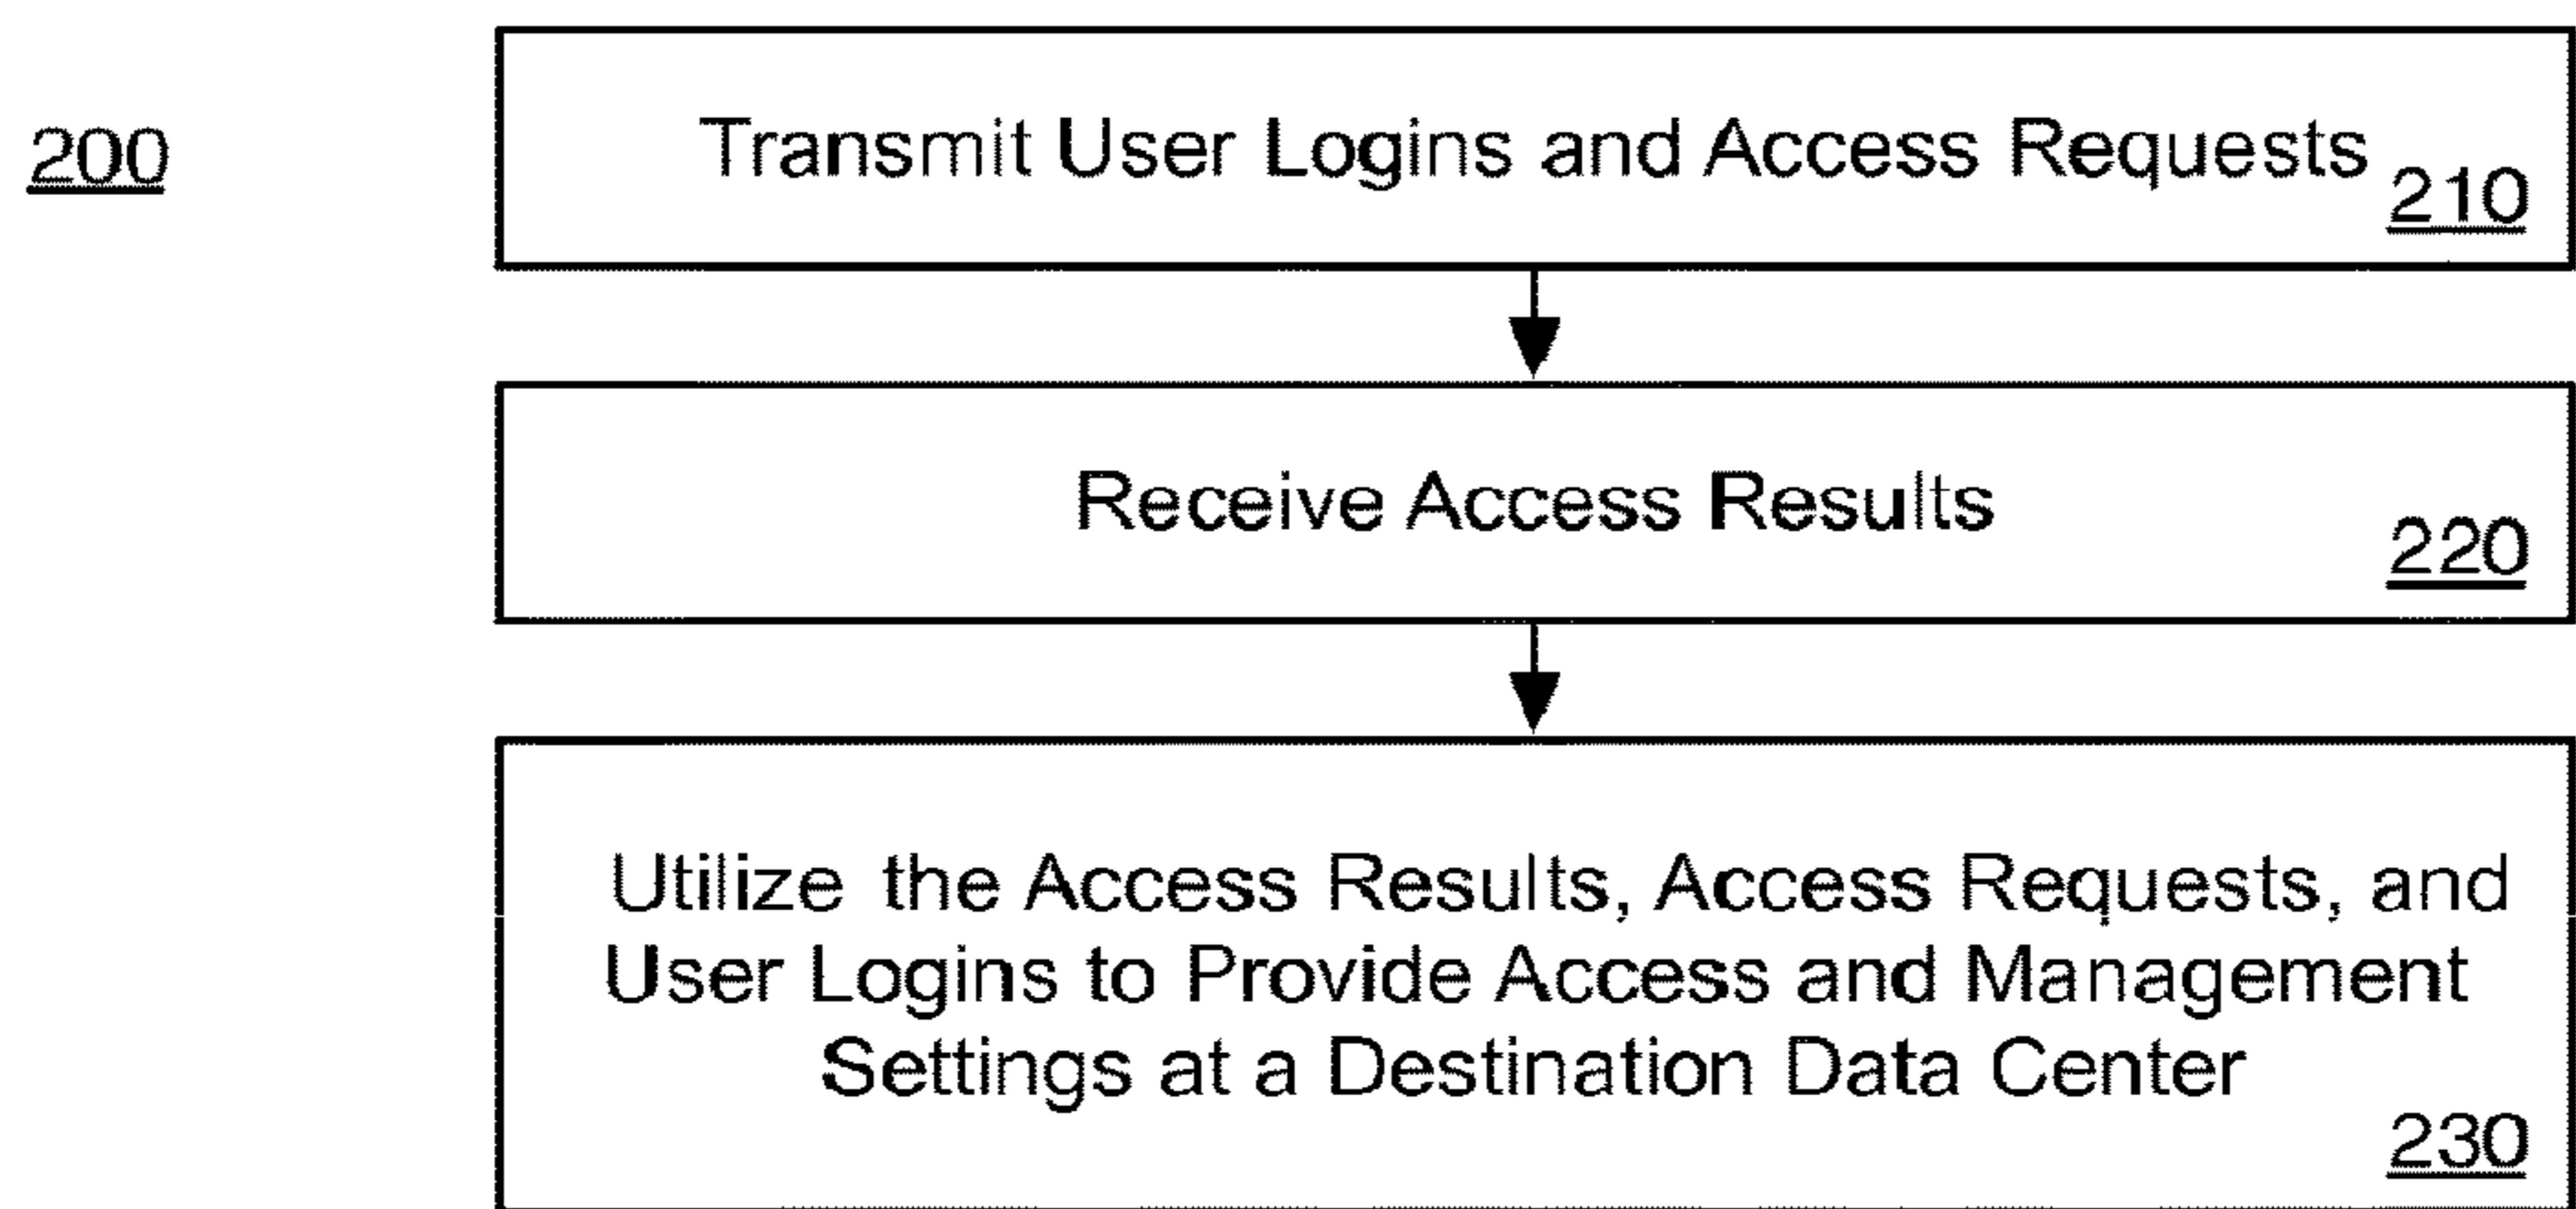 200
Transmit User Logins and Access Requests
210
Receive Access Results
220
Utilize the Access Results, Access Requests, and
User Logins to Provide Access and Management
Settings at a Destination Data Center
230